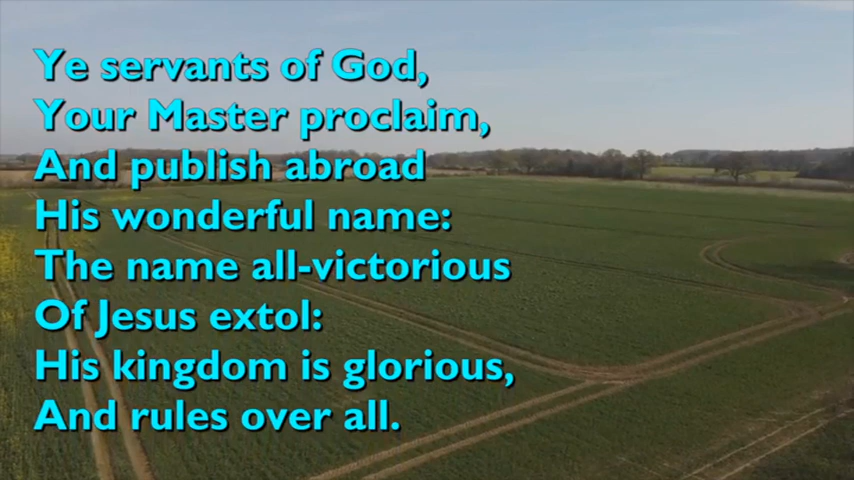 Ye servants of God,
Your Master proclaim,
And publish abroad
His wonderful name:
The name all-victorious
Of Jesus extol:
His kingdom is glorious,
And rules over all.